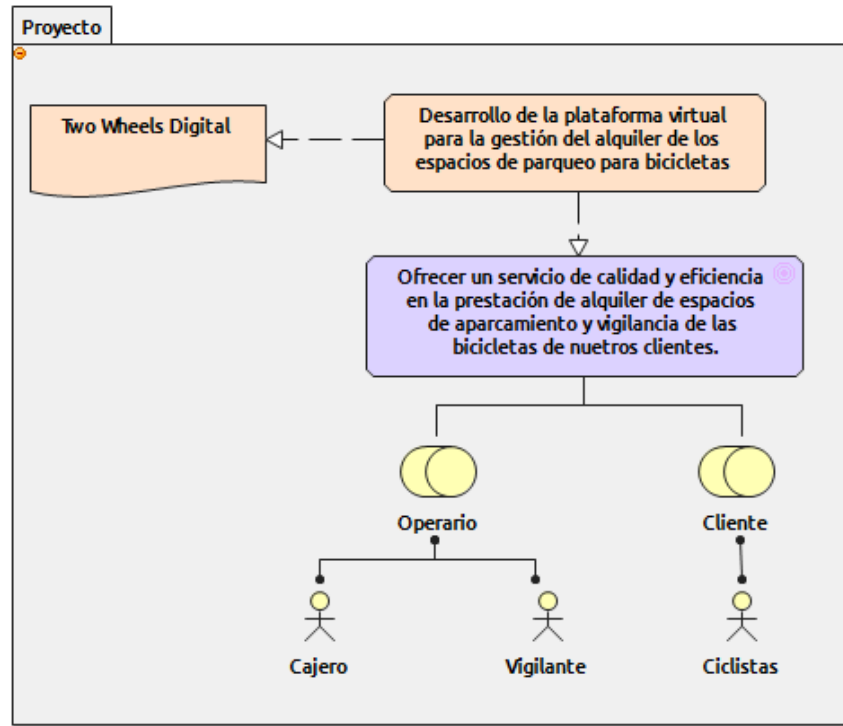 Proyecto
Two Wheels Digital
Desarrollo de la plataforma virtual
para la gestión del alquiler de los
espacios de parqueo para bicicletas
Ofrecer un servicio de calidad y eficiencia
en la prestación de alquiler de espacios
de aparcamiento y vigilancia de las
bicicletas de nuetros clientes.
Operario
Cliente
Cajero
Vigilante
Ciclistas